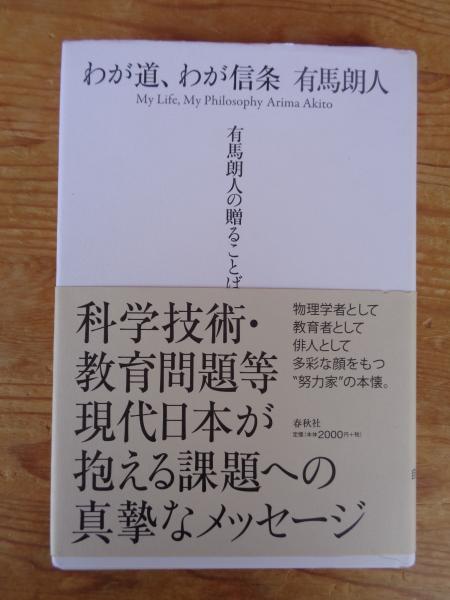 わが道、わが信条 有馬朗人
My Life, My Philosophy Arima Akito
有馬朗人の贈ることば
科学技術・
教育問題等
現代日本が
抱える課題への
真摯なメッセージ
物理学者として
教育者として
俳人として
多彩な顔をもつ
“努力家”の本懐。
春秋社
定価(本体2000円+税)